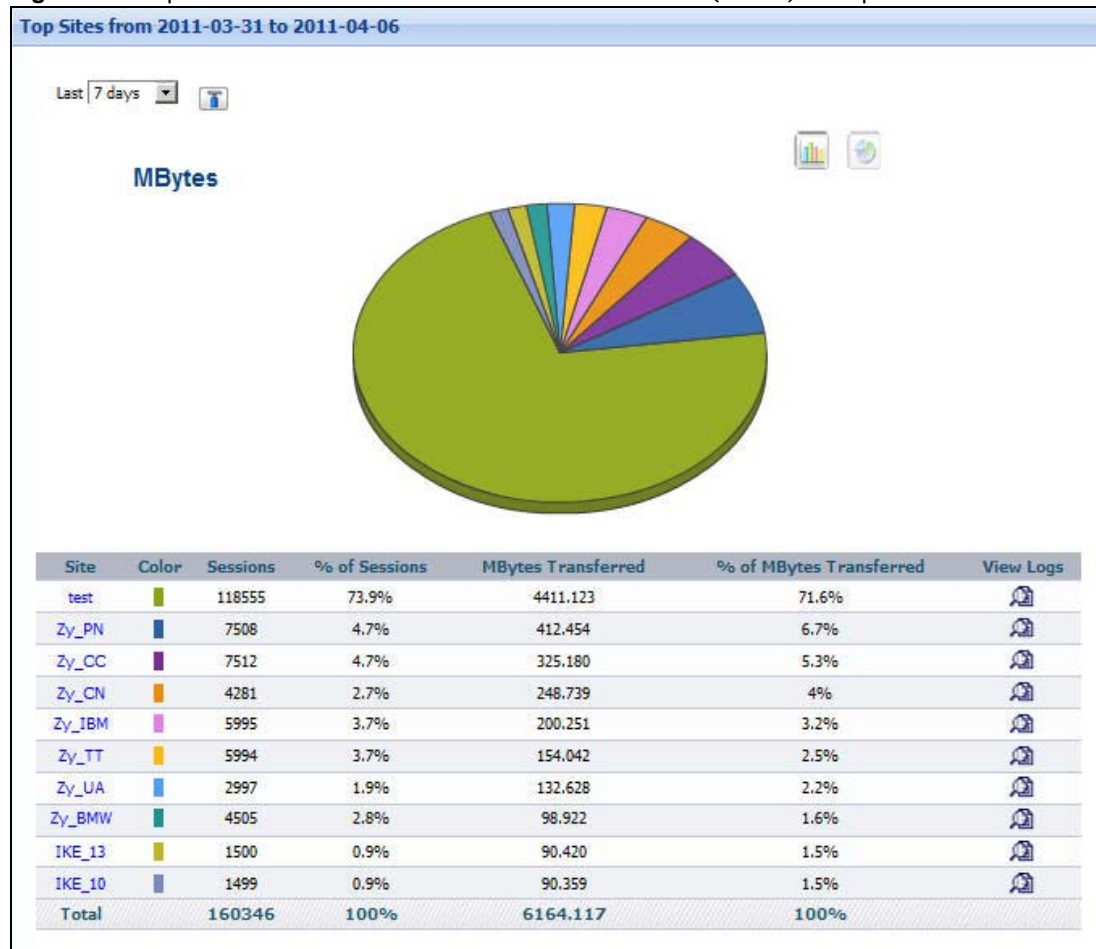 Top Sites from 2011-03-31 to 2011-04-06
Last 7 days
MBytes
Site Color Sessions % of Sessions MBytes Transferred % of MBytes Transferred View Logs
test 118555 73.9% 4411.123 71.6%
Zy_PN 7508 4.7% 412.454 6.7%
Zy_CC 7512 4.7% 325.180 5.3%
Zy_CN 4281 2.7% 248.739 4%
Zy_IBM 5995 3.7% 200.251 3.2%
Zy_TT 5994 3.7% 154.042 2.5%
Zy_UA 2997 1.9% 132.628 2.2%
Zy_BMW 4505 2.8% 98.922 1.6%
IKE_13 1500 0.9% 90.420 1.5%
IKE_10 1499 0.9% 90.359 1.5%
Total 160346 100% 6164.117 100%